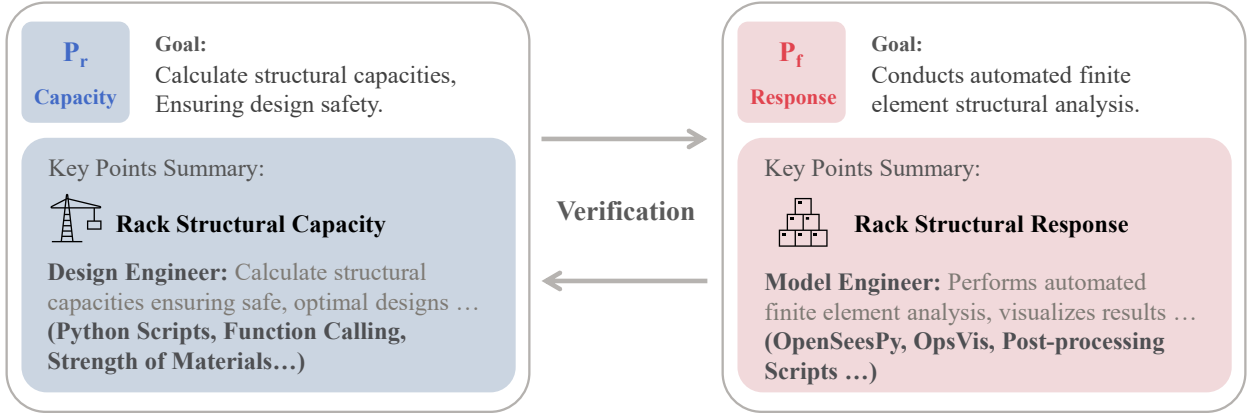 P_r
Capacity
Goal:
Calculate structural capacities,
Ensuring design safety.
Key Points Summary:
Rack Structural Capacity
Design Engineer: Calculate structural
capacities ensuring safe, optimal designs …
(Python Scripts, Function Calling,
Strength of Materials…)
Verification
P_f
Response
Goal:
Conducts automated finite
element structural analysis.
Key Points Summary:
Rack Structural Response
Model Engineer: Performs automated
finite element analysis, visualizes results …
(OpenSeesPy, OpsVis, Post-processing
Scripts …)